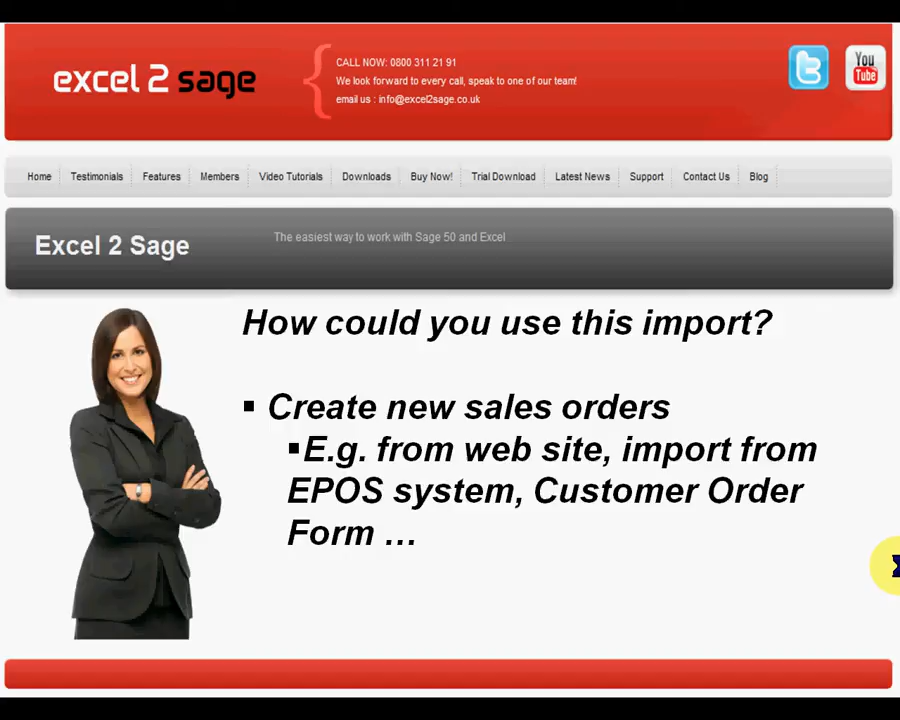 excel 2 sage
CALL NOW: 0800 311 21 91
We look forward to every call, speak to one of our team!
email us : info@excel2sage.co.uk
You
Tube
Home
Testimonials
Features
Members
Video Tutorials
Downloads
Buy Now!
Trial Download
Latest News
Support
Contact Us
Blog
Excel 2 Sage
The easiest way to work with Sage 50 and Excel
How could you use this import?
▪ Create new sales orders
▪E.g. from web site, import from
EPOS system, Customer Order
Form …